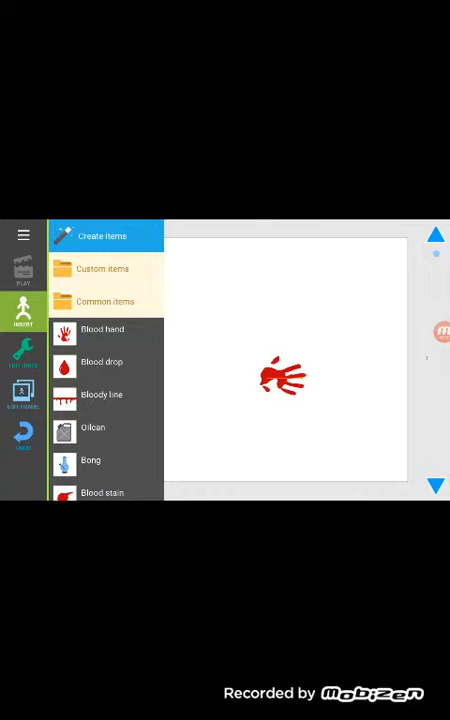 Create items
Custom items
PLAY
Common items
INSERT
Blood hand
Blood drop
Bloody line
Oilcan
Bong
Blood stain
Recorded by mobizen